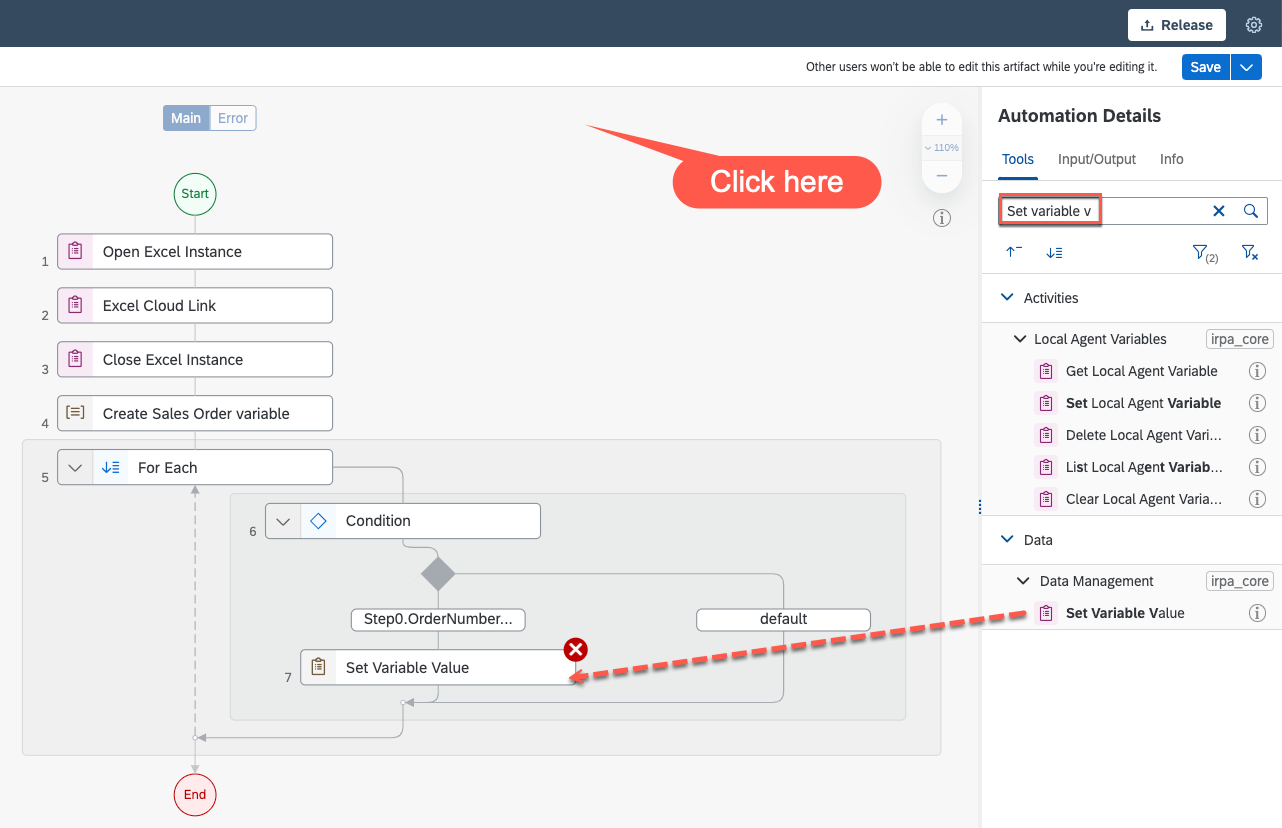 Release
Other users won't be able to edit this artifact while you're editing it.
Save
Main
Error
Click here
110%
Automation Details
Tools
Input/Output
Info
Set variable v
(2)
Start
1
Open Excel Instance
2
Excel Cloud Link
3
Close Excel Instance
4
Create Sales Order variable
5
For Each
6
Condition
Step0.OrderNumber...
default
7
Set Variable Value
End
Activities
Local Agent Variables
irpa_core
Get Local Agent Variable
Set Local Agent Variable
Delete Local Agent Vari...
List Local Agent Variab...
Clear Local Agent Varia...
Data
Data Management
irpa_core
Set Variable Value